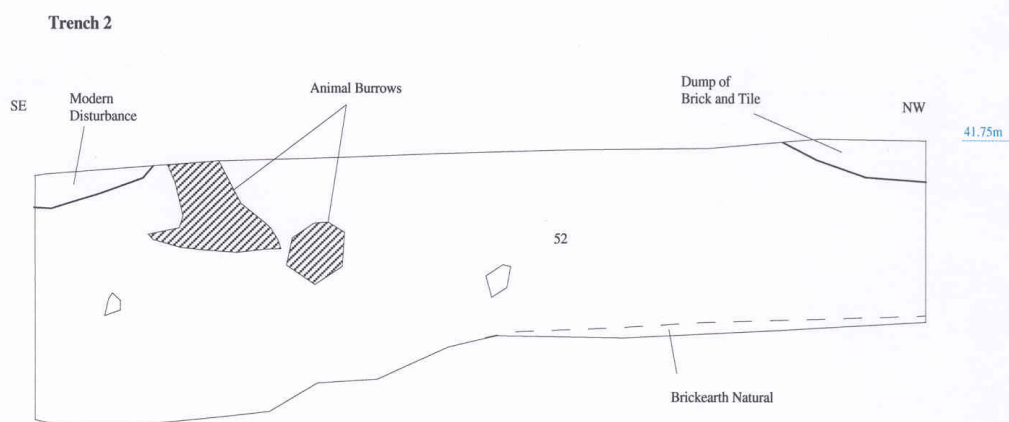 Trench 2
Animal Burrows
Dump of
Brick and Tile
SE
Modern
Disturbance
NW
41.75m
52
Brickearth Natural